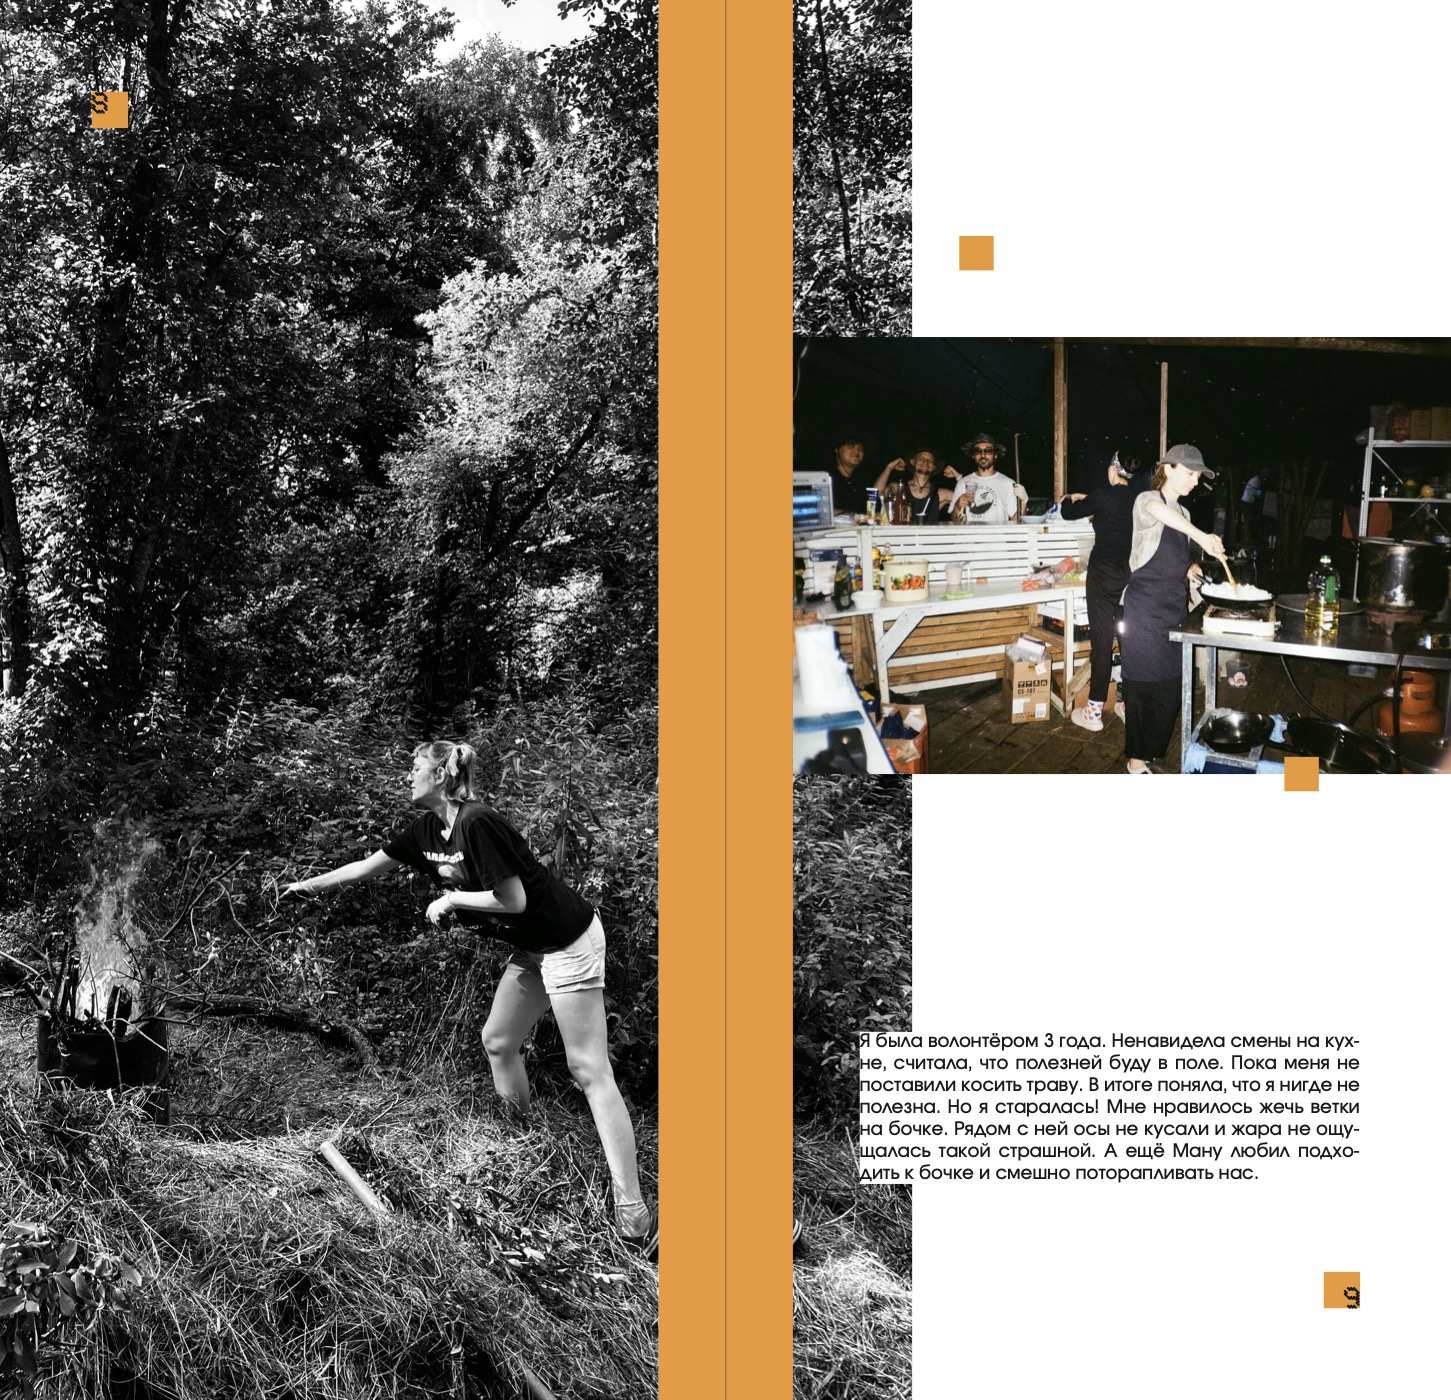 8
Я была волонтёром 3 года. Ненавидела смены на кух-
не, считала, что полезней буду в поле. Пока меня не
поставили косить траву. В итоге поняла, что я нигде не
полезна. Но я старалась! Мне нравилось жечь ветки
на бочке. Рядом с ней осы не кусали и жара не ощу-
щалась такой страшной. А ещё Ману любил подхо-
дить к бочке и смешно поторапливать нас.
9